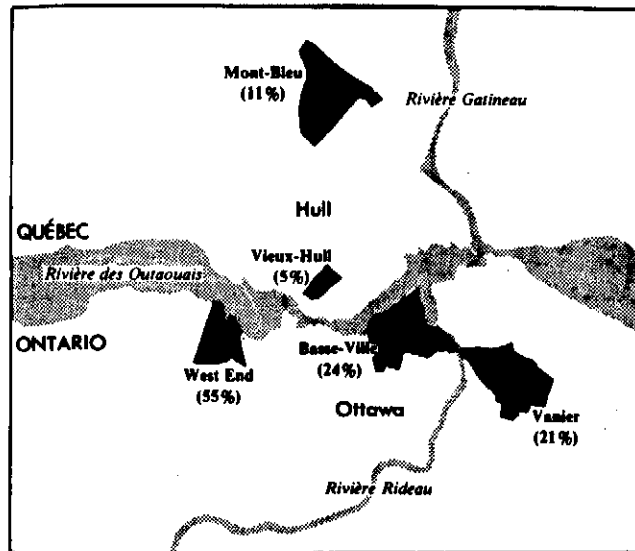 Mont-Bleu
(11%)
Rivière Gatineau
Hull
QUÉBEC
Vieux-Hull
(5%)
Rivière des Outaouais
ONTARIO
West End
(55%)
Basse-Ville
(24%)
Ottawa
Vanier
(21%)
Rivière Rideau